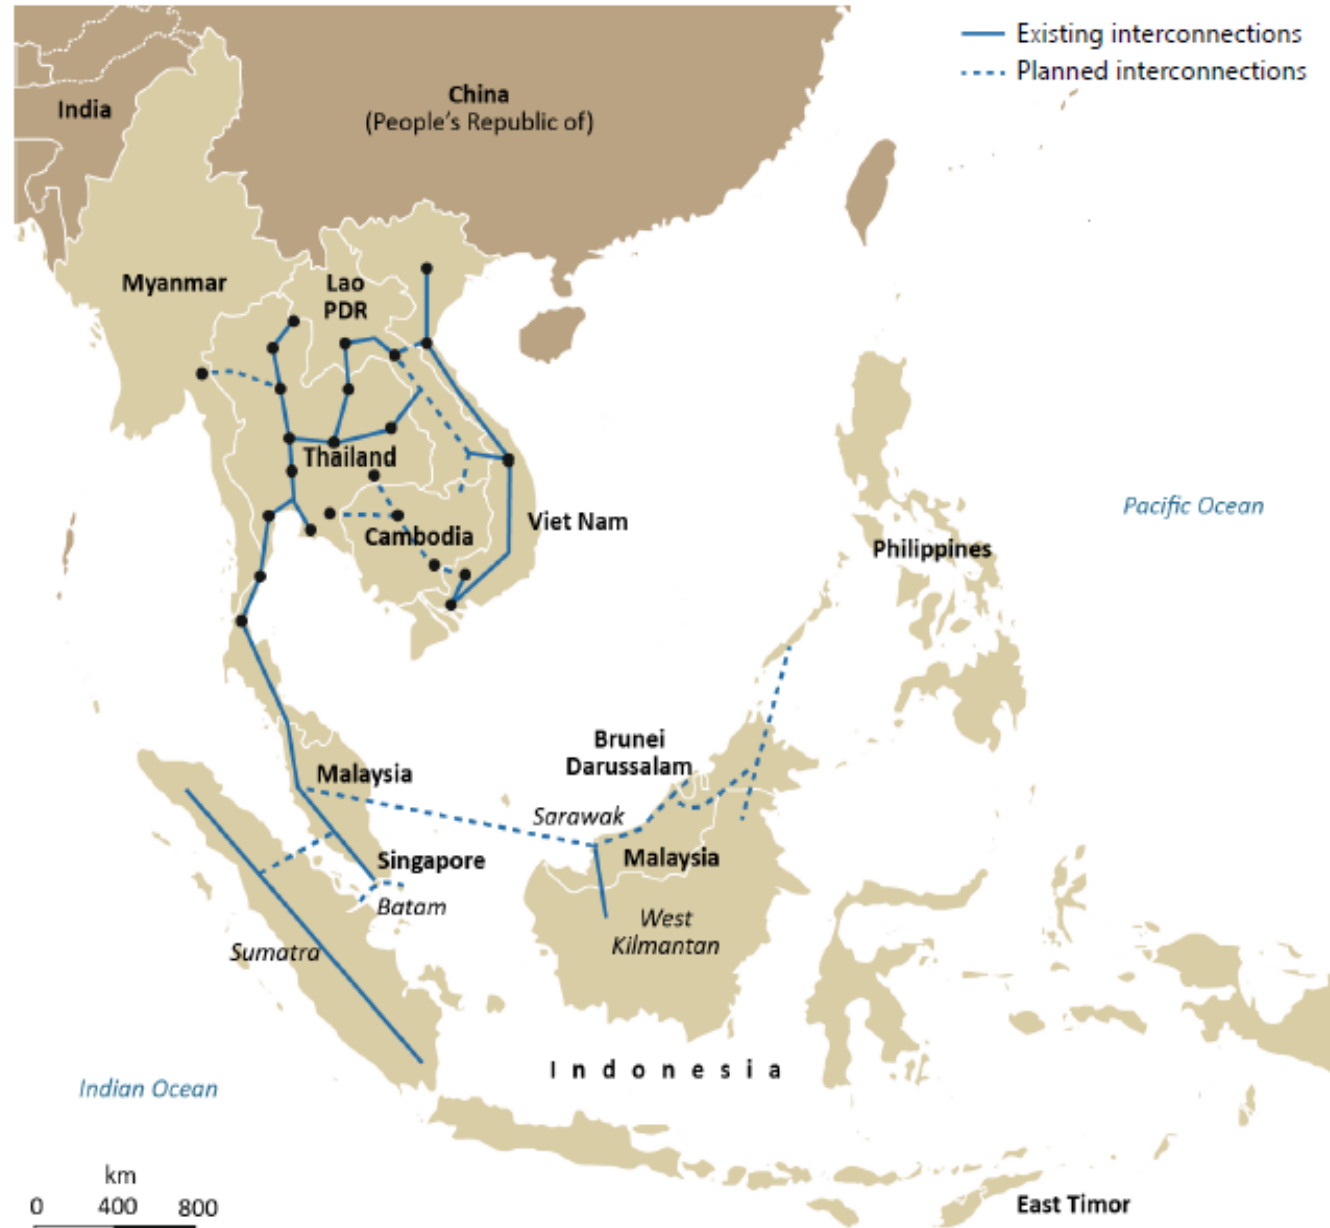 Existing interconnections
Planned interconnections
China
(People's Republic of)
India
Myanmar
Lao
PDR
Thailand
Cambodia
Viet Nam
Pacific Ocean
Philippines
Brunei
Darussalam
Malaysia
Sarawak
Malaysia
Singapore
Batam
West
Kilmantan
Sumatra
Indonesia
Indian Ocean
km
0 400 800
East Timor